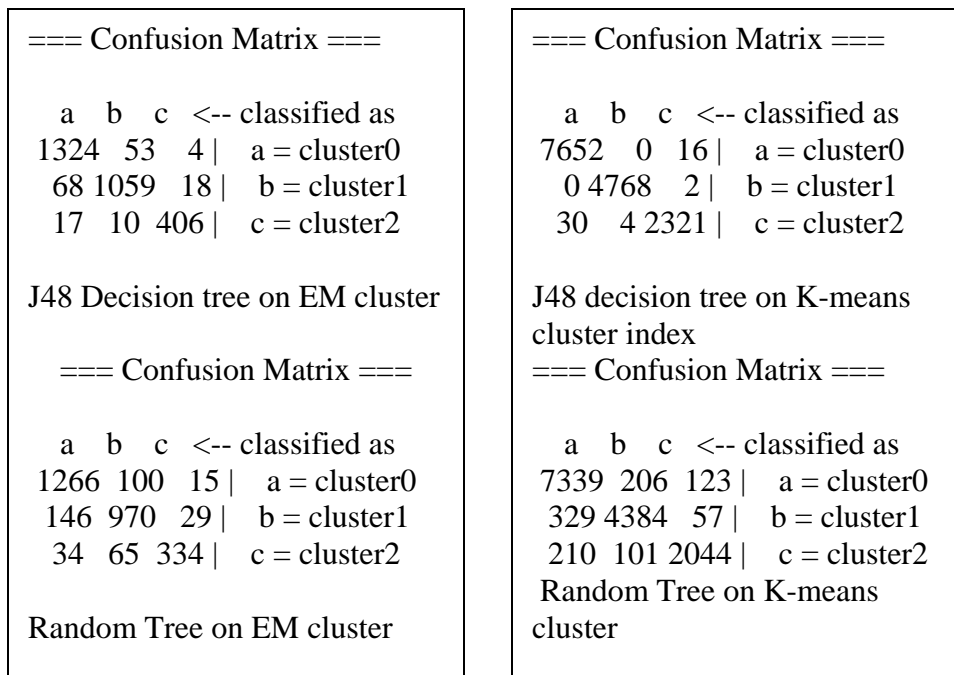 === Confusion Matrix ===
a b c <-- classified as
1324 53 4 | a = cluster0
68 1059 18 | b = cluster1
17 10 406 | c = cluster2
J48 Decision tree on EM cluster
=== Confusion Matrix ===
a b c <-- classified as
1266 100 15 | a = cluster0
146 970 29 | b = cluster1
34 65 334 | c = cluster2
Random Tree on EM cluster
=== Confusion Matrix ===
a b c <-- classified as
7652 0 16 | a = cluster0
0 4768 2 | b = cluster1
30 4 2321 | c = cluster2
J48 decision tree on K-means
cluster index
=== Confusion Matrix ===
a b c <-- classified as
7339 206 123 | a = cluster0
329 4384 57 | b = cluster1
210 101 2044 | c = cluster2
Random Tree on K-means
cluster